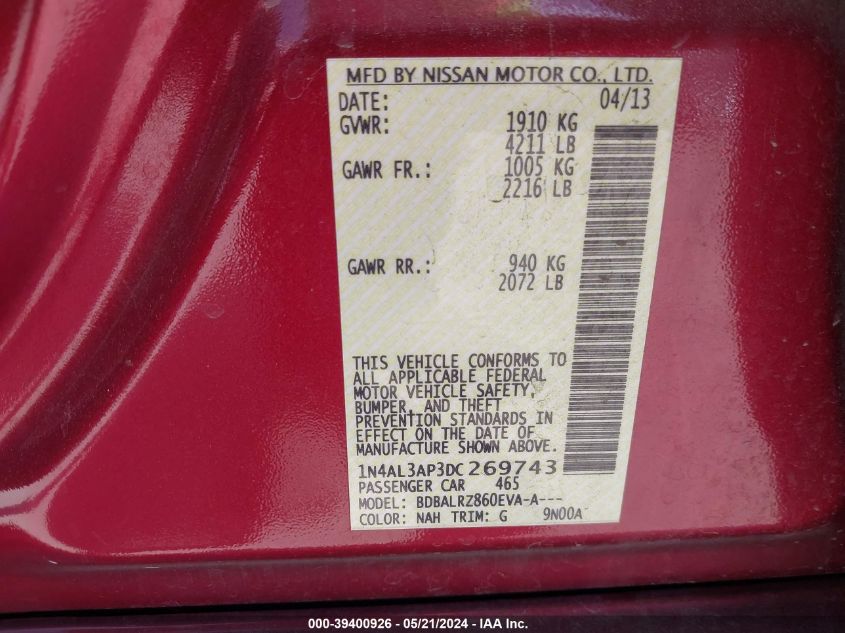 MFD BY NISSAN MOTOR CO., LTD.
DATE: 04/13
GVWR: 1910 KG
4211 LB
GAWR FR.: 1005 KG
2216 LB
GAWR RR.: 940 KG
2072 LB
THIS VEHICLE CONFORMS TO
ALL APPLICABLE FEDERAL
MOTOR VEHICLE SAFETY,
BUMPER, AND THEFT
PREVENTION STANDARDS IN
EFFECT ON THE DATE OF
MANUFACTURE SHOWN ABOVE.
1N4AL3AP3DC269743
PASSENGER CAR 465
MODEL: BDBALRZ860EVA-A---
COLOR: NAH TRIM: G 9N00A
000-39400926 - 05/21/2024 - IAA Inc.